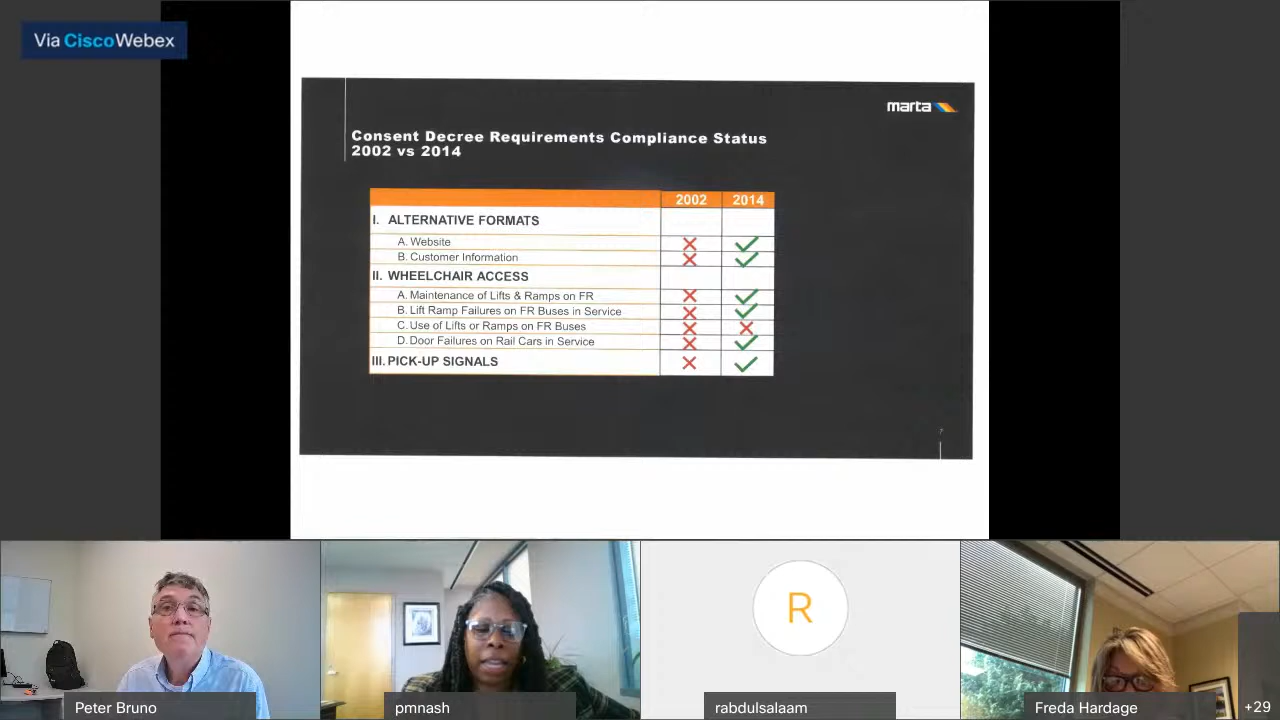 Via CiscoWebex
marta
Consent Decree Requirements Compliance Status
2002 vs 2014
2002 2014
I. ALTERNATIVE FORMATS
A. Website
B. Customer Information
II. WHEELCHAIR ACCESS
A. Maintenance of Lifts & Ramps on FR
B. Lift Ramp Failures on FR Buses in Service
C. Use of Lifts or Ramps on FR Buses
D. Door Failures on Rail Cars in Service
III. PICK-UP SIGNALS
R
Peter Bruno
pmnash
rabdulsalaam
Freda Hardage
+29